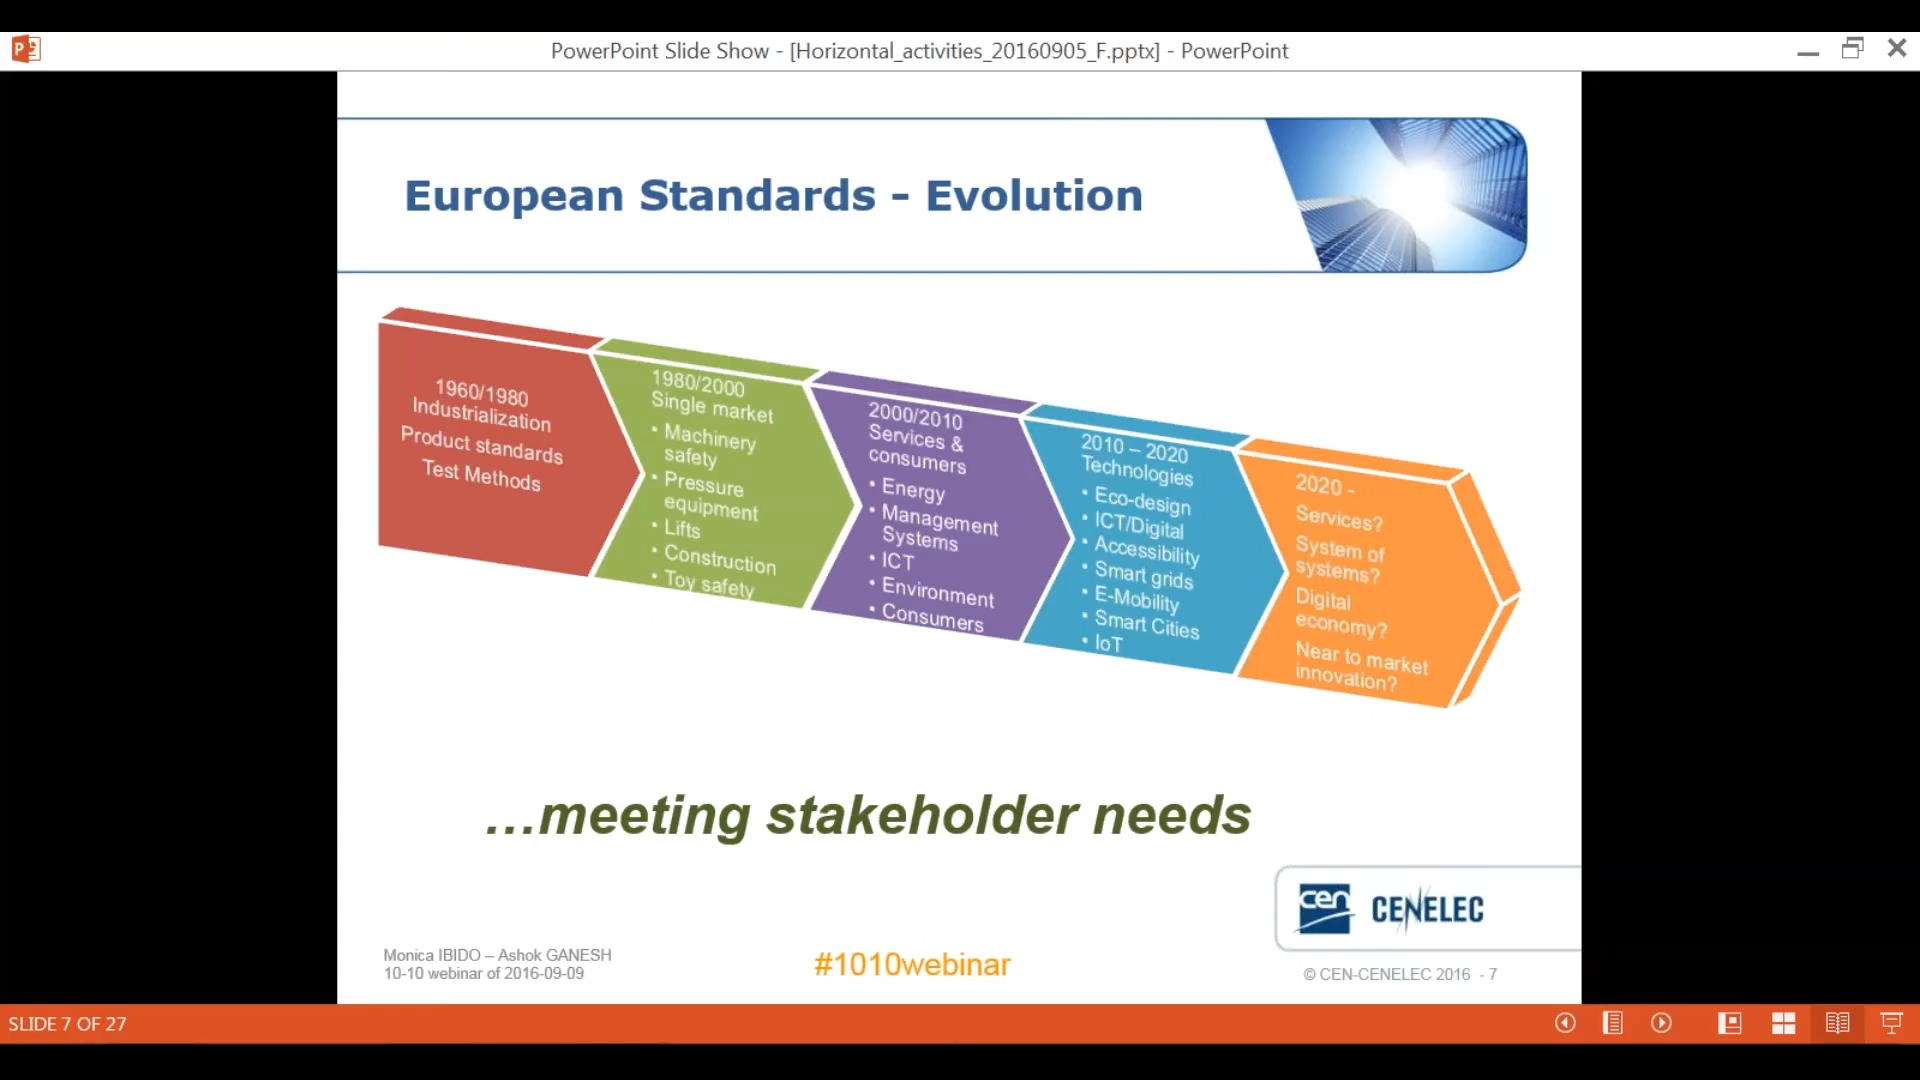 PowerPoint Slide Show - [Horizontal_activities_20160905_F.pptx] - PowerPoint
European Standards - Evolution
1960/1980
Industrialization
Product standards
Test Methods
1980/2000
Single market
• Machinery
safety
• Pressure
equipment
• Lifts
• Construction
• Toy safety
2000/2010
Services &
consumers
• Energy
• Management
Systems
• ICT
• Environment
• Consumers
2010 – 2020
Technologies
• Eco-design
• ICT/Digital
• Accessibility
• Smart grids
• E-Mobility
• Smart Cities
• IoT
2020 -
Services?
System of
systems?
Digital
economy?
Near to market
innovation?
...meeting stakeholder needs
cen CENELEC
Monica IBIDO – Ashok GANESH
10-10 webinar of 2016-09-09
#1010webinar
© CEN-CENELEC 2016 - 7
SLIDE 7 OF 27